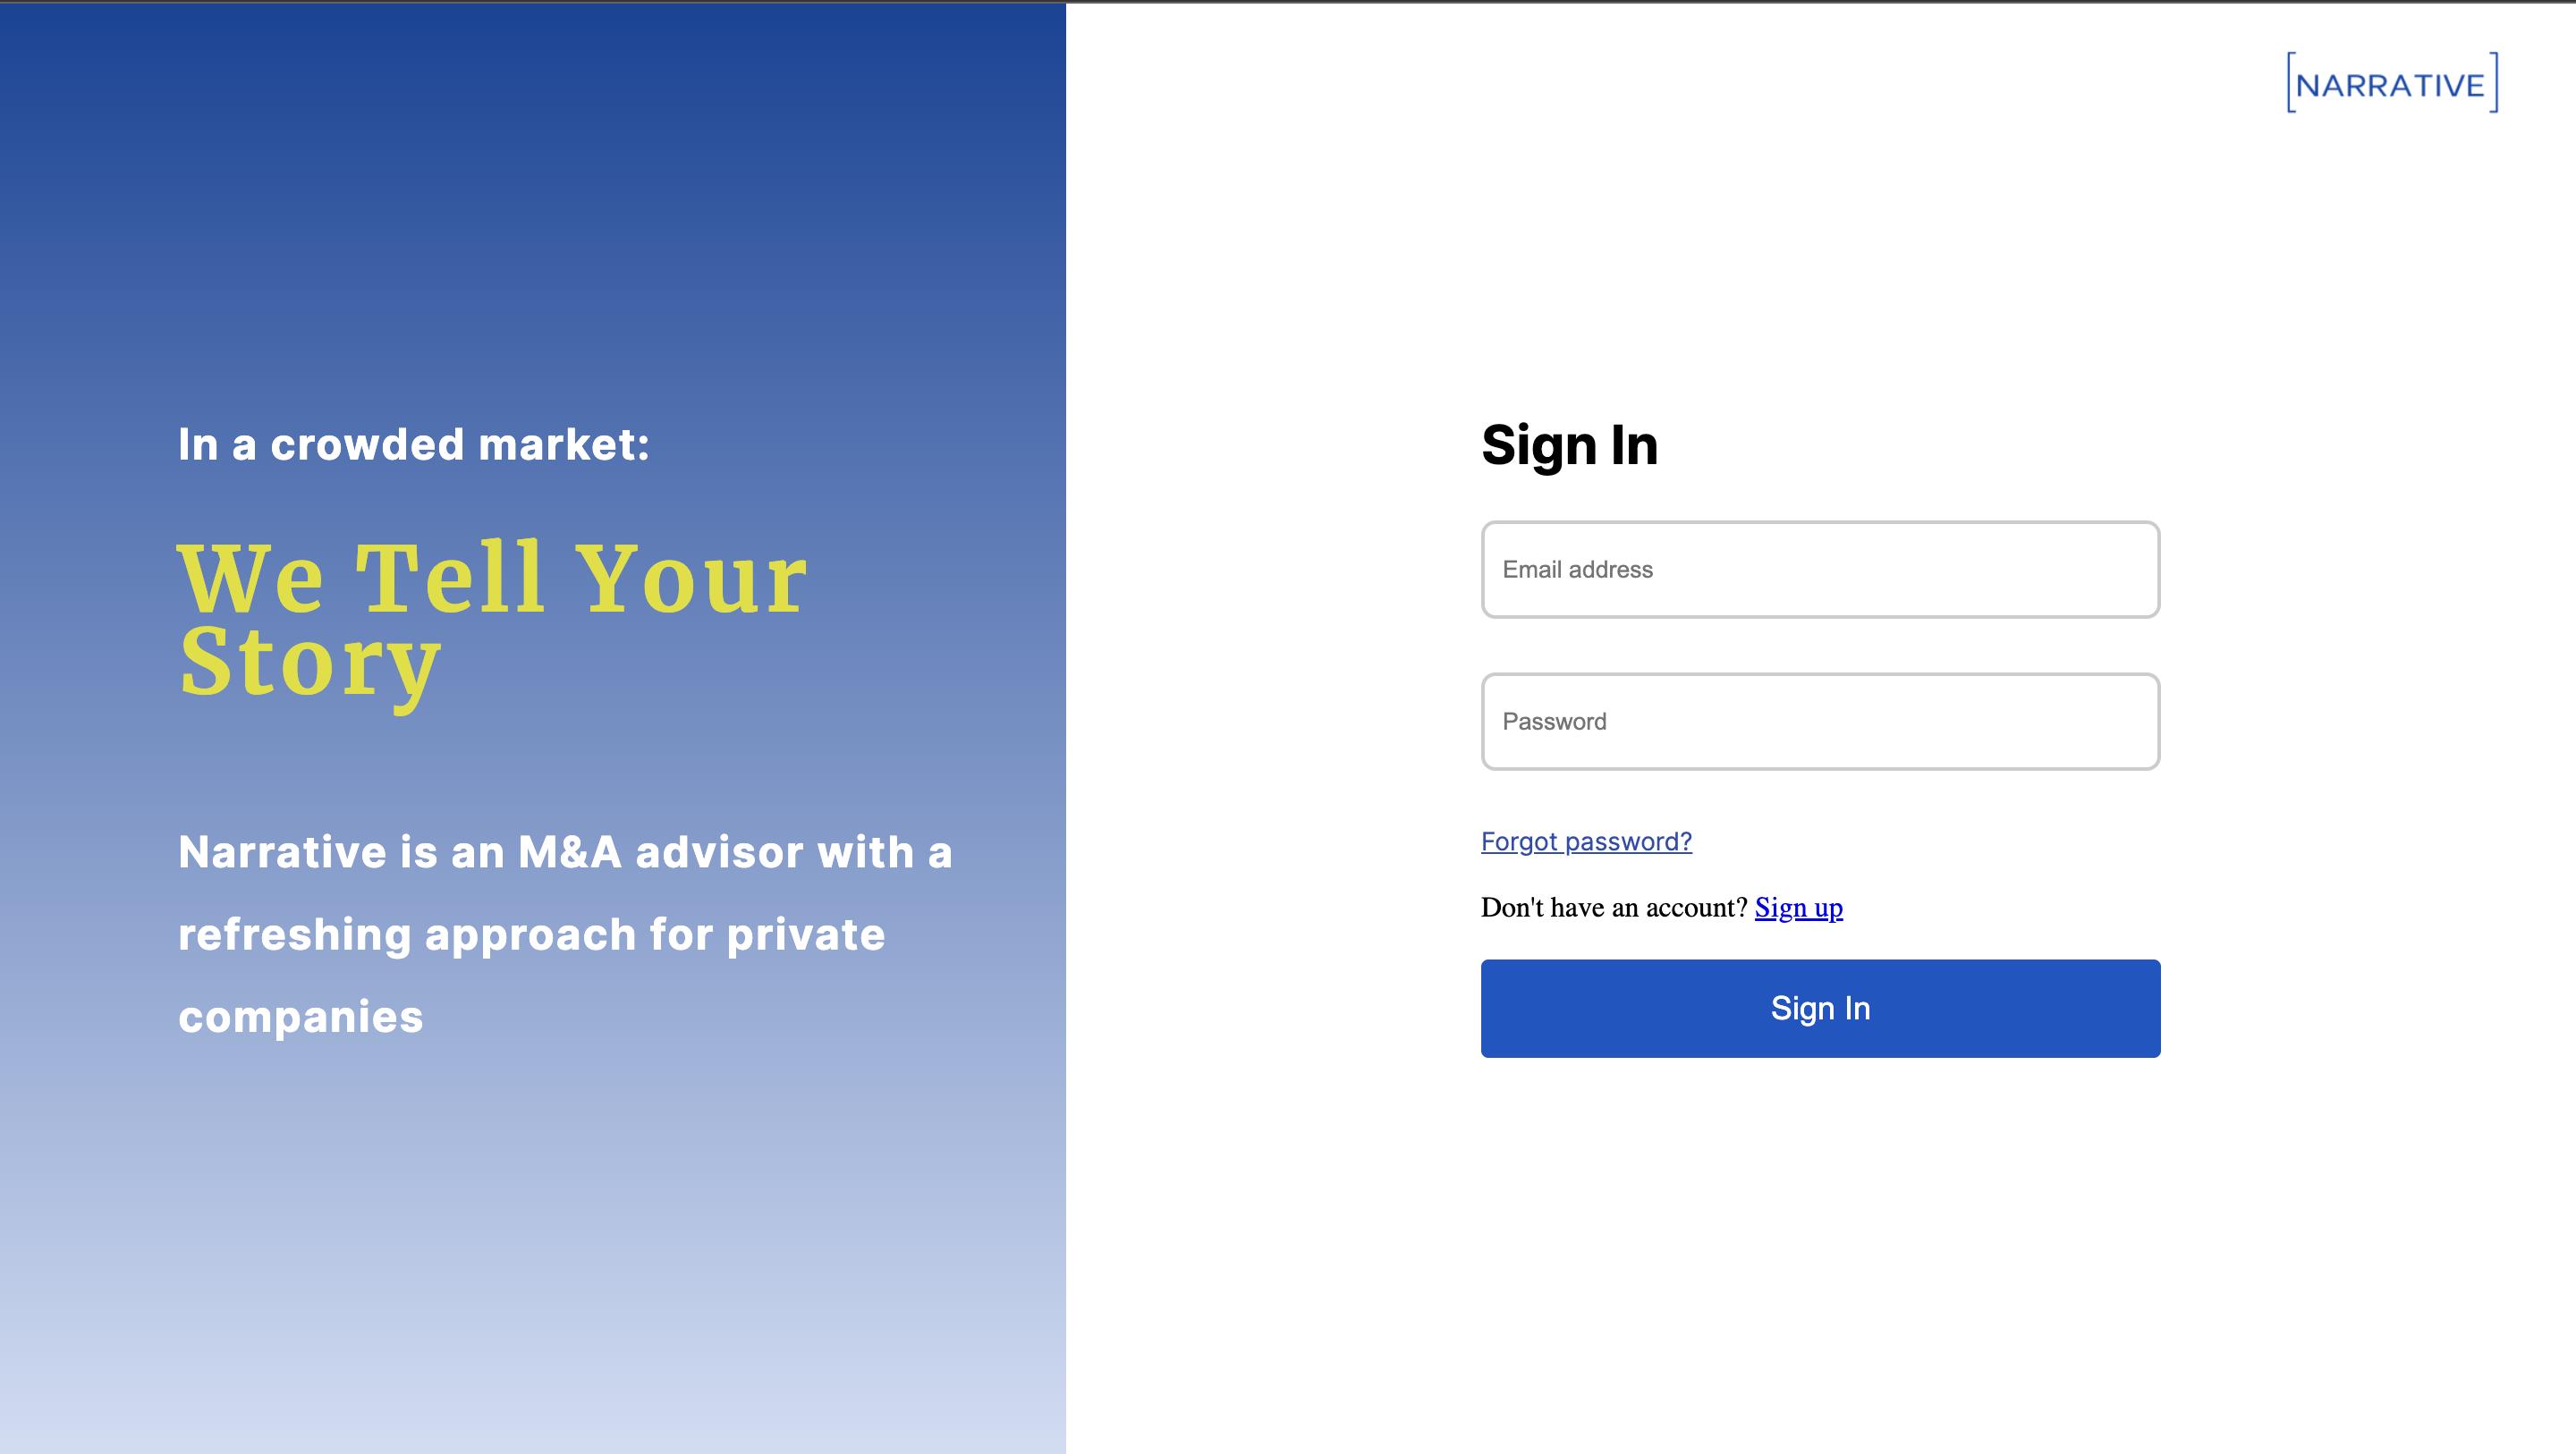 [NARRATIVE]
In a crowded market:
We Tell Your
Story
Narrative is an M&A advisor with a
refreshing approach for private
companies
Sign In
Email address
Password
Forgot password?
Don't have an account? Sign up
Sign In